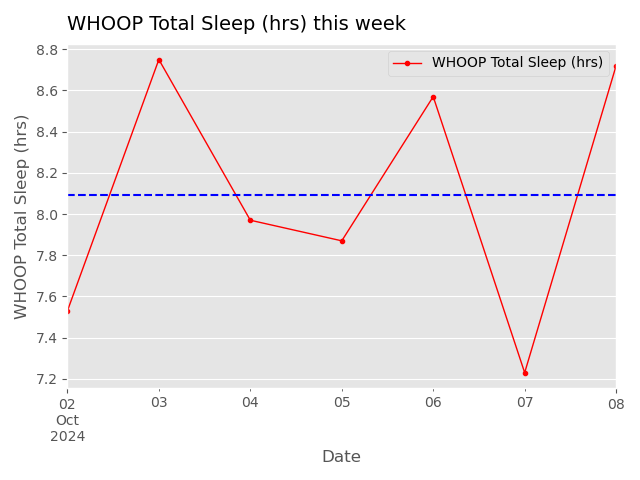 WHOOP Total Sleep (hrs) this week
WHOOP Total Sleep (hrs)
WHOOP Total Sleep (hrs)
8.8
8.6
8.4
8.2
8.0
7.8
7.6
7.4
7.2
02 03 04 05 06 07 08
Oct
2024
Date